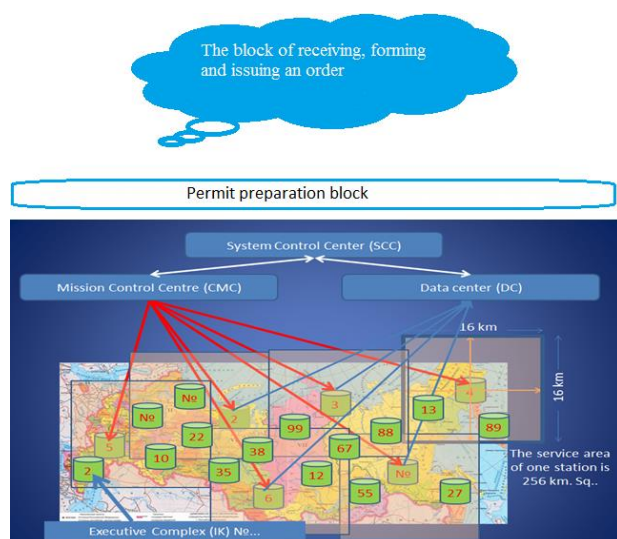 The block of receiving, forming
and issuing an order
Permit preparation block
System Control Center (SCC)
Mission Control Centre (CMC)
Data center (DC)
16 km
16 km
3
4
№
2
13
№
99
5
22
88
89
67
38
10
2
35
12
№
6
55
27
The service area
of one station is
256 km. Sq..
Executive Complex (IK) №...